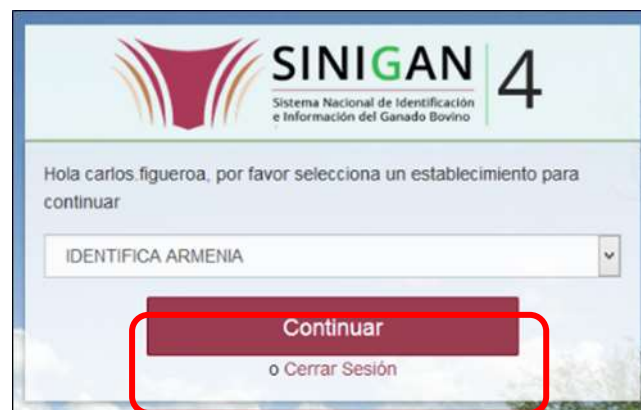 SINIGAN 4
Sistema Nacional de Identificación
e Información del Ganado Bovino
Hola carlos.figueroa, por favor selecciona un establecimiento para
continuar
IDENTIFICA ARMENIA
Continuar
o Cerrar Sesión